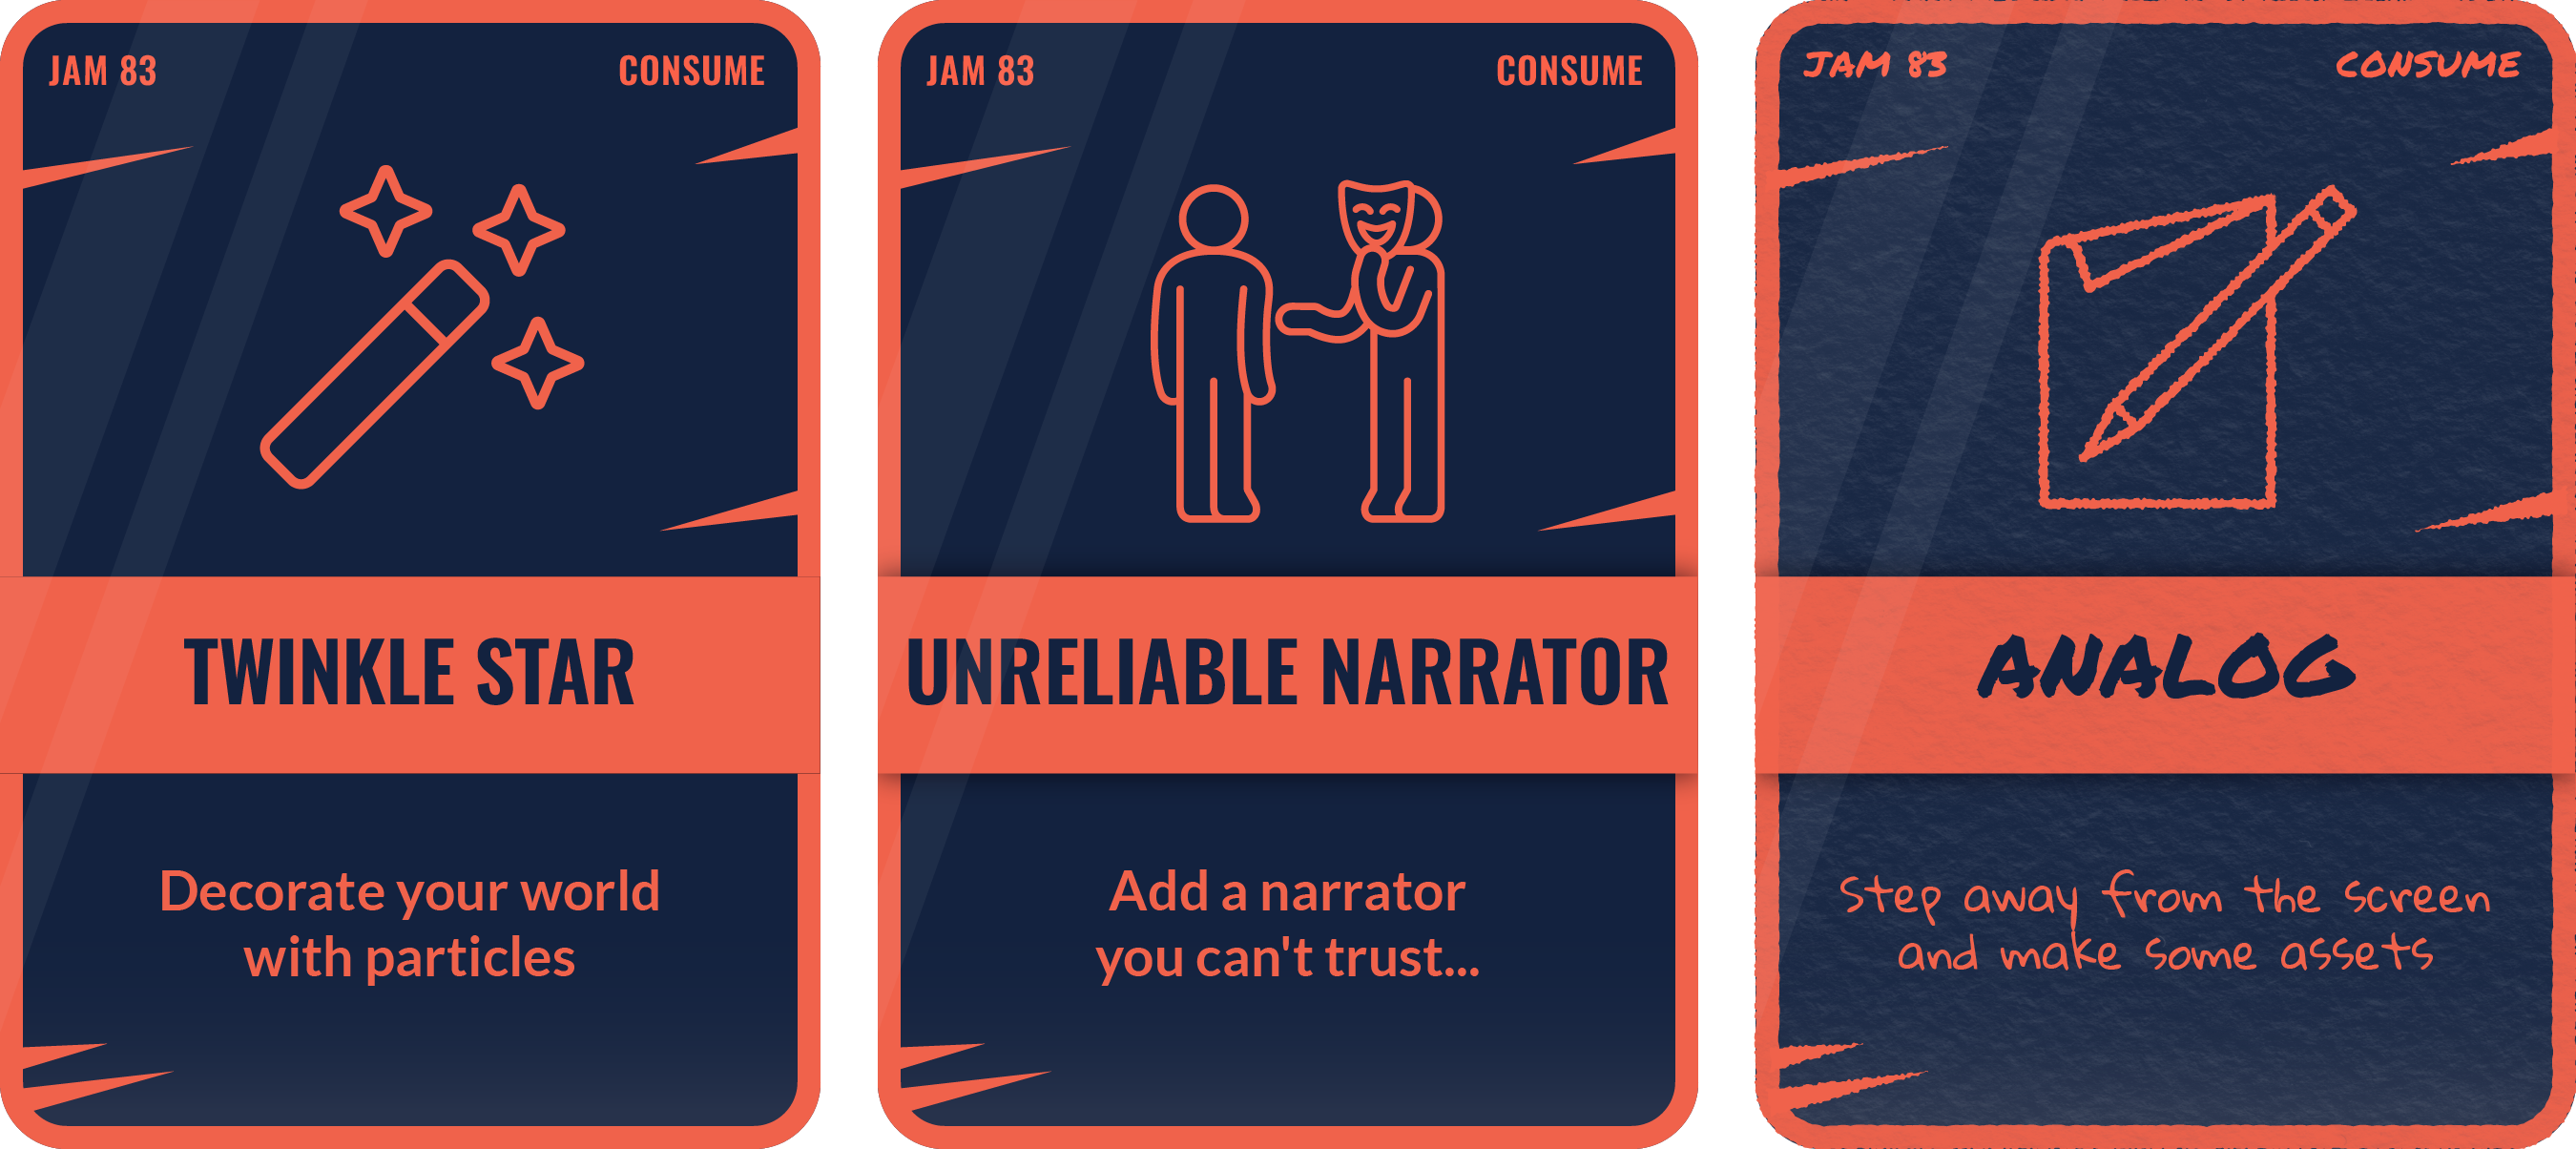 JAM 83
CONSUME
TWINKLE STAR
Decorate your world
with particles
JAM 83
CONSUME
UNRELIABLE NARRATOR
Add a narrator
you can't trust...
JAM 83
CONSUME
ANALOG
Step away from the screen
and make some assets